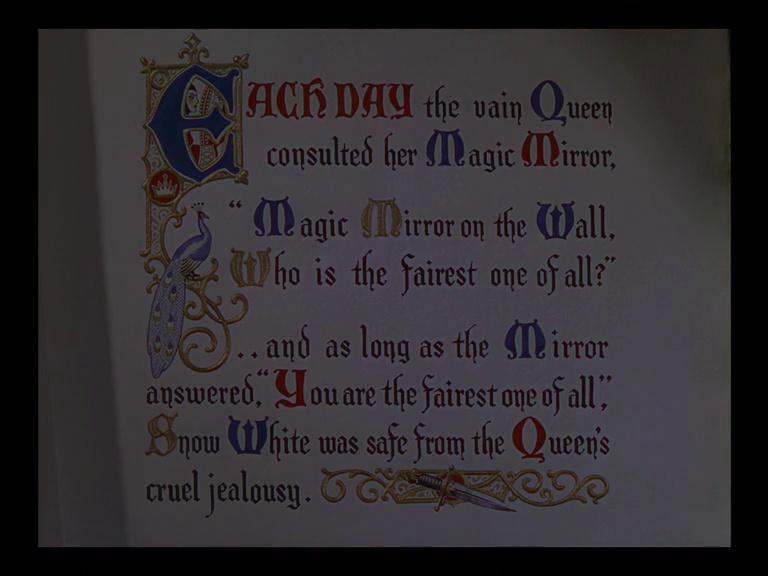 EACH DAY the vain Queen
consulted her Magic Mirror,
"Magic Mirror on the Wall,
Who is the fairest one of all?"
..and as long as the Mirror
answered, "You are the fairest one of all",
Snow White was safe from the Queen's
cruel jealousy.